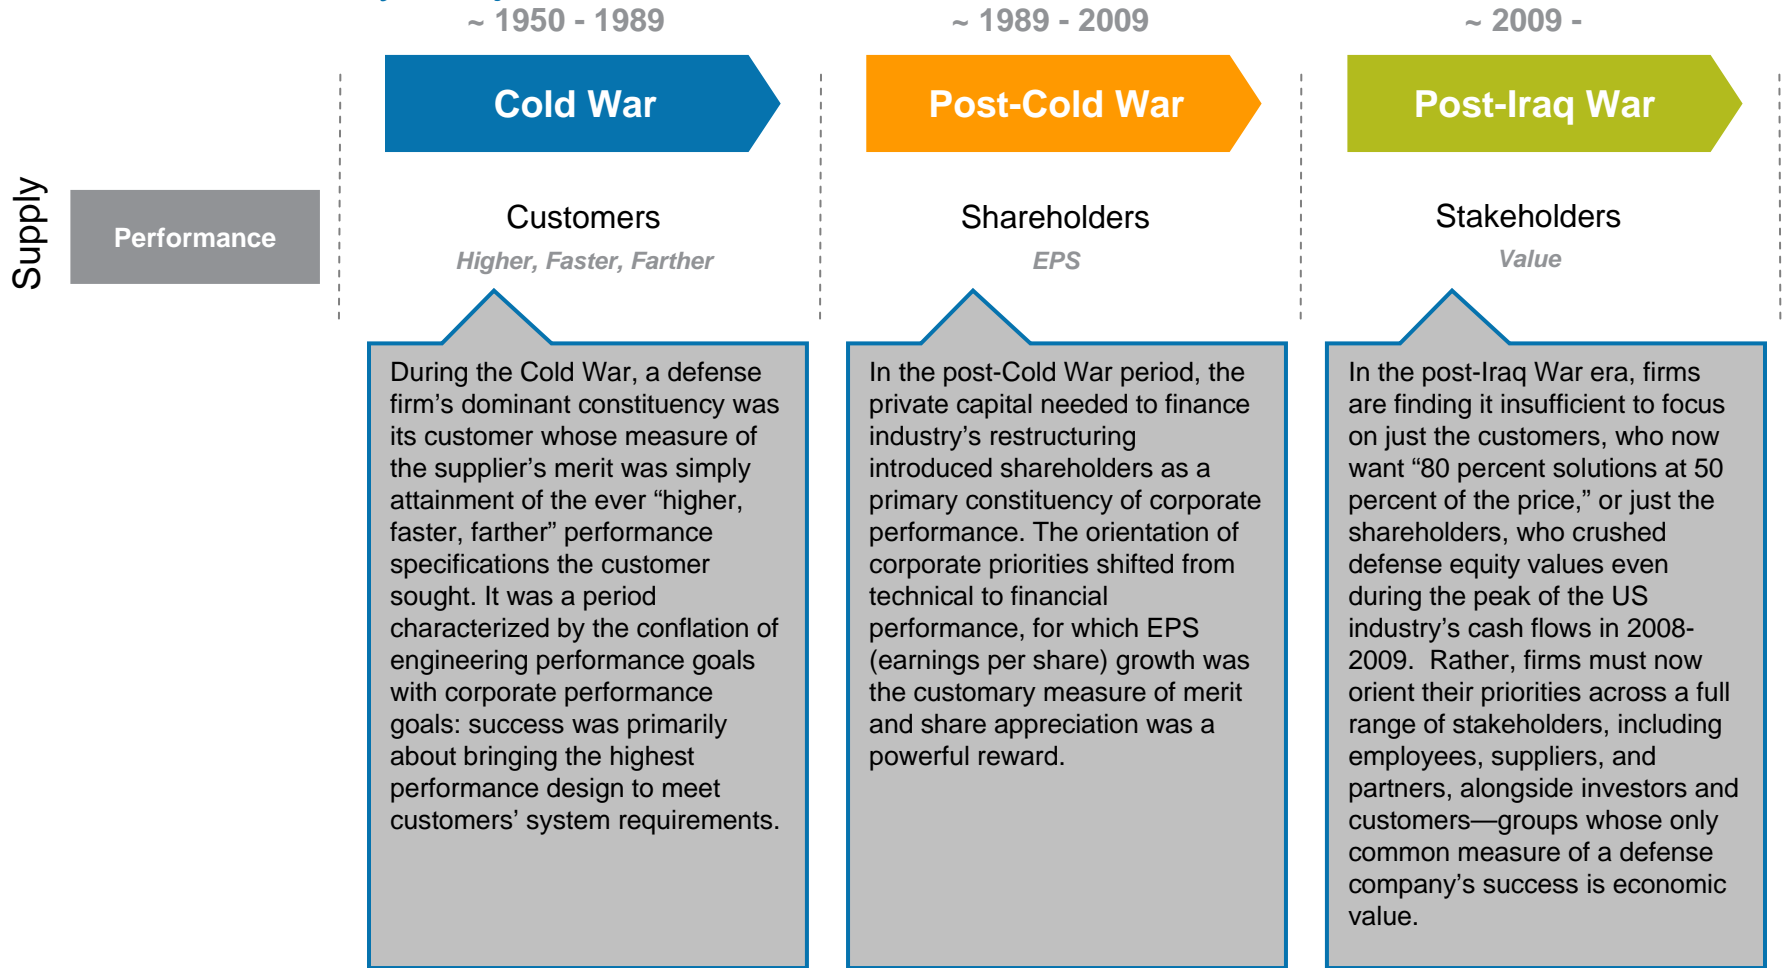 ~ 1950 - 1989
~ 1989 - 2009
~ 2009 -
Cold War
Post-Cold War
Post-Iraq War
Supply
Performance
Customers
Higher, Faster, Farther
Shareholders
EPS
Stakeholders
Value
During the Cold War, a defense
firm’s dominant constituency was
its customer whose measure of
the supplier’s merit was simply
attainment of the ever “higher,
faster, farther” performance
specifications the customer
sought. It was a period
characterized by the conflation of
engineering performance goals
with corporate performance
goals: success was primarily
about bringing the highest
performance design to meet
customers’ system requirements.
In the post-Cold War period, the
private capital needed to finance
industry’s restructuring
introduced shareholders as a
primary constituency of corporate
performance. The orientation of
corporate priorities shifted from
technical to financial
performance, for which EPS
(earnings per share) growth was
the customary measure of merit
and share appreciation was a
powerful reward.
In the post-Iraq War era, firms
are finding it insufficient to focus
on just the customers, who now
want “80 percent solutions at 50
percent of the price,” or just the
shareholders, who crushed
defense equity values even
during the peak of the US
industry’s cash flows in 2008-
2009.  Rather, firms must now
orient their priorities across a full
range of stakeholders, including
employees, suppliers, and
partners, alongside investors and
customers—groups whose only
common measure of a defense
company’s success is economic
value.